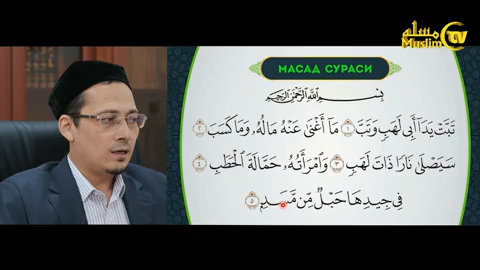 مسلم
Muslim TV
МАСАД СУРАСИ
بِسْمِ اللَّهِ الرَّحْمَٰنِ الرَّحِيمِ
تَبَّتْ يَدَا أَبِي لَهَبٍ وَتَبَّ ١ مَا أَغْنَىٰ عَنْهُ مَالُهُ وَمَا كَسَبَ ٢
سَيَصْلَىٰ نَارًا ذَاتَ لَهَبٍ ٣ وَامْرَأَتُهُ حَمَّالَةَ الْحَطَبِ ٤
فِي جِيدِهَا حَبْلٌ مِّن مَّسَدٍ ٥